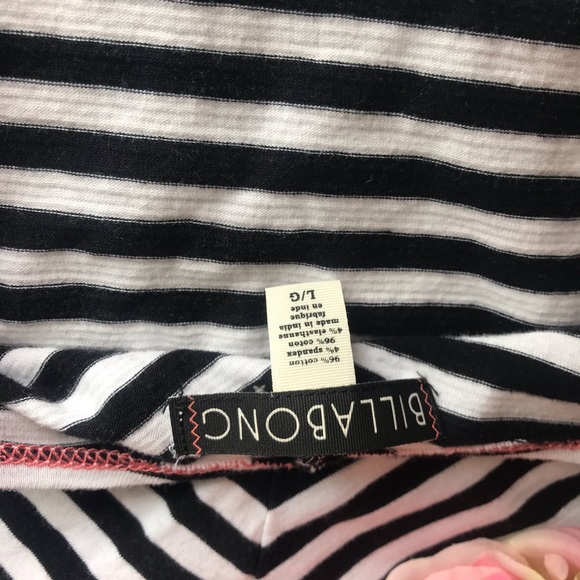 BILLABONG
96% cotton
4% spandex
96% coton
4% elasthanne
made in india
fabriqué
en inde
L/G